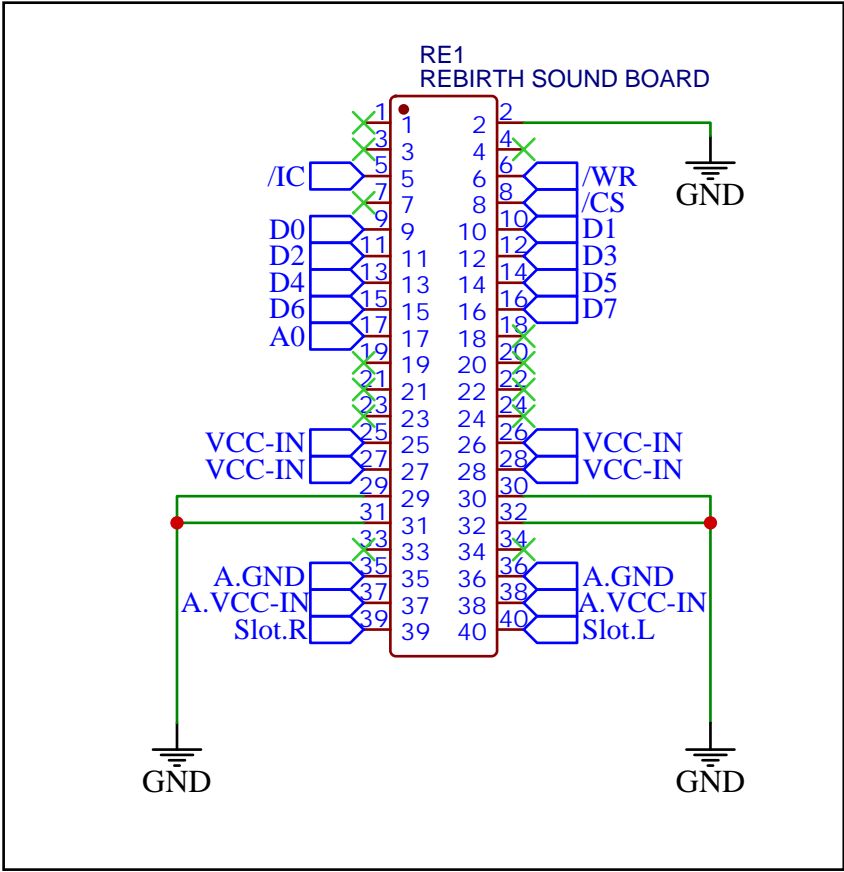 RE1
REBIRTH SOUND BOARD
1 1 2 2
3 3 4 4
GND
/IC 5 5 6 6 /WR
7 7 8 8 /CS
D0 9 9 10 10 D1
D2 11 11 12 12 D3
D4 13 13 14 14 D5
D6 15 15 16 16 D7
A0 17 17 18 18
19 19 20 20
21 21 22 22
23 23 24 24
VCC-IN 25 25 26 26 VCC-IN
VCC-IN 27 27 28 28 VCC-IN
29 29 30 30
31 31 32 32
33 33 34 34
A.GND 35 35 36 36 A.GND
A.VCC-IN 37 37 38 38 A.VCC-IN
Slot.R 39 39 40 40 Slot.L
GND GND